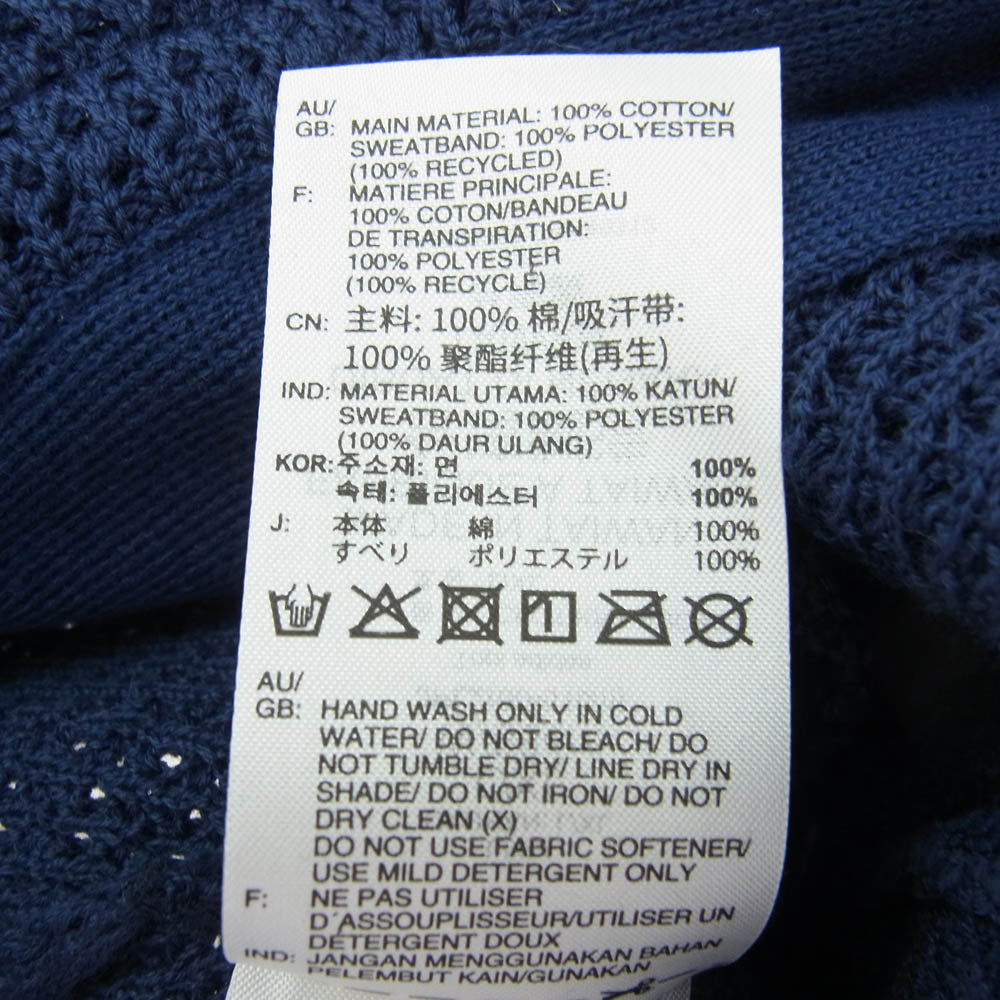 AU/
GB: MAIN MATERIAL: 100% COTTON/
SWEATBAND: 100% POLYESTER
(100% RECYCLED)
F: MATIERE PRINCIPALE:
100% COTON/BANDEAU
DE TRANSPIRATION:
100% POLYESTER
(100% RECYCLÉ)
CN: 主料: 100% 棉/吸汗带:
100% 聚酯纤维(再生)
IND: MATERIAL UTAMA: 100% KATUN/
SWEATBAND: 100% POLYESTER
(100% DAUR ULANG)
KOR: 주소재: 면 100%
속테: 폴리에스터 100%
J: 本体 綿 100%
すべり ポリエステル 100%
AU/
GB: HAND WASH ONLY IN COLD
WATER/ DO NOT BLEACH/ DO
NOT TUMBLE DRY/ LINE DRY IN
SHADE/ DO NOT IRON/ DO NOT
DRY CLEAN (X)
DO NOT USE FABRIC SOFTENER/
USE MILD DETERGENT ONLY
F: NE PAS UTILISER
D´ASSOUPLISSEUR/UTILISER UN
DETERGENT DOUX
IND: JANGAN MENGGUNAKAN BAHAN
PELEMBUT KAIN/GUNAKAN